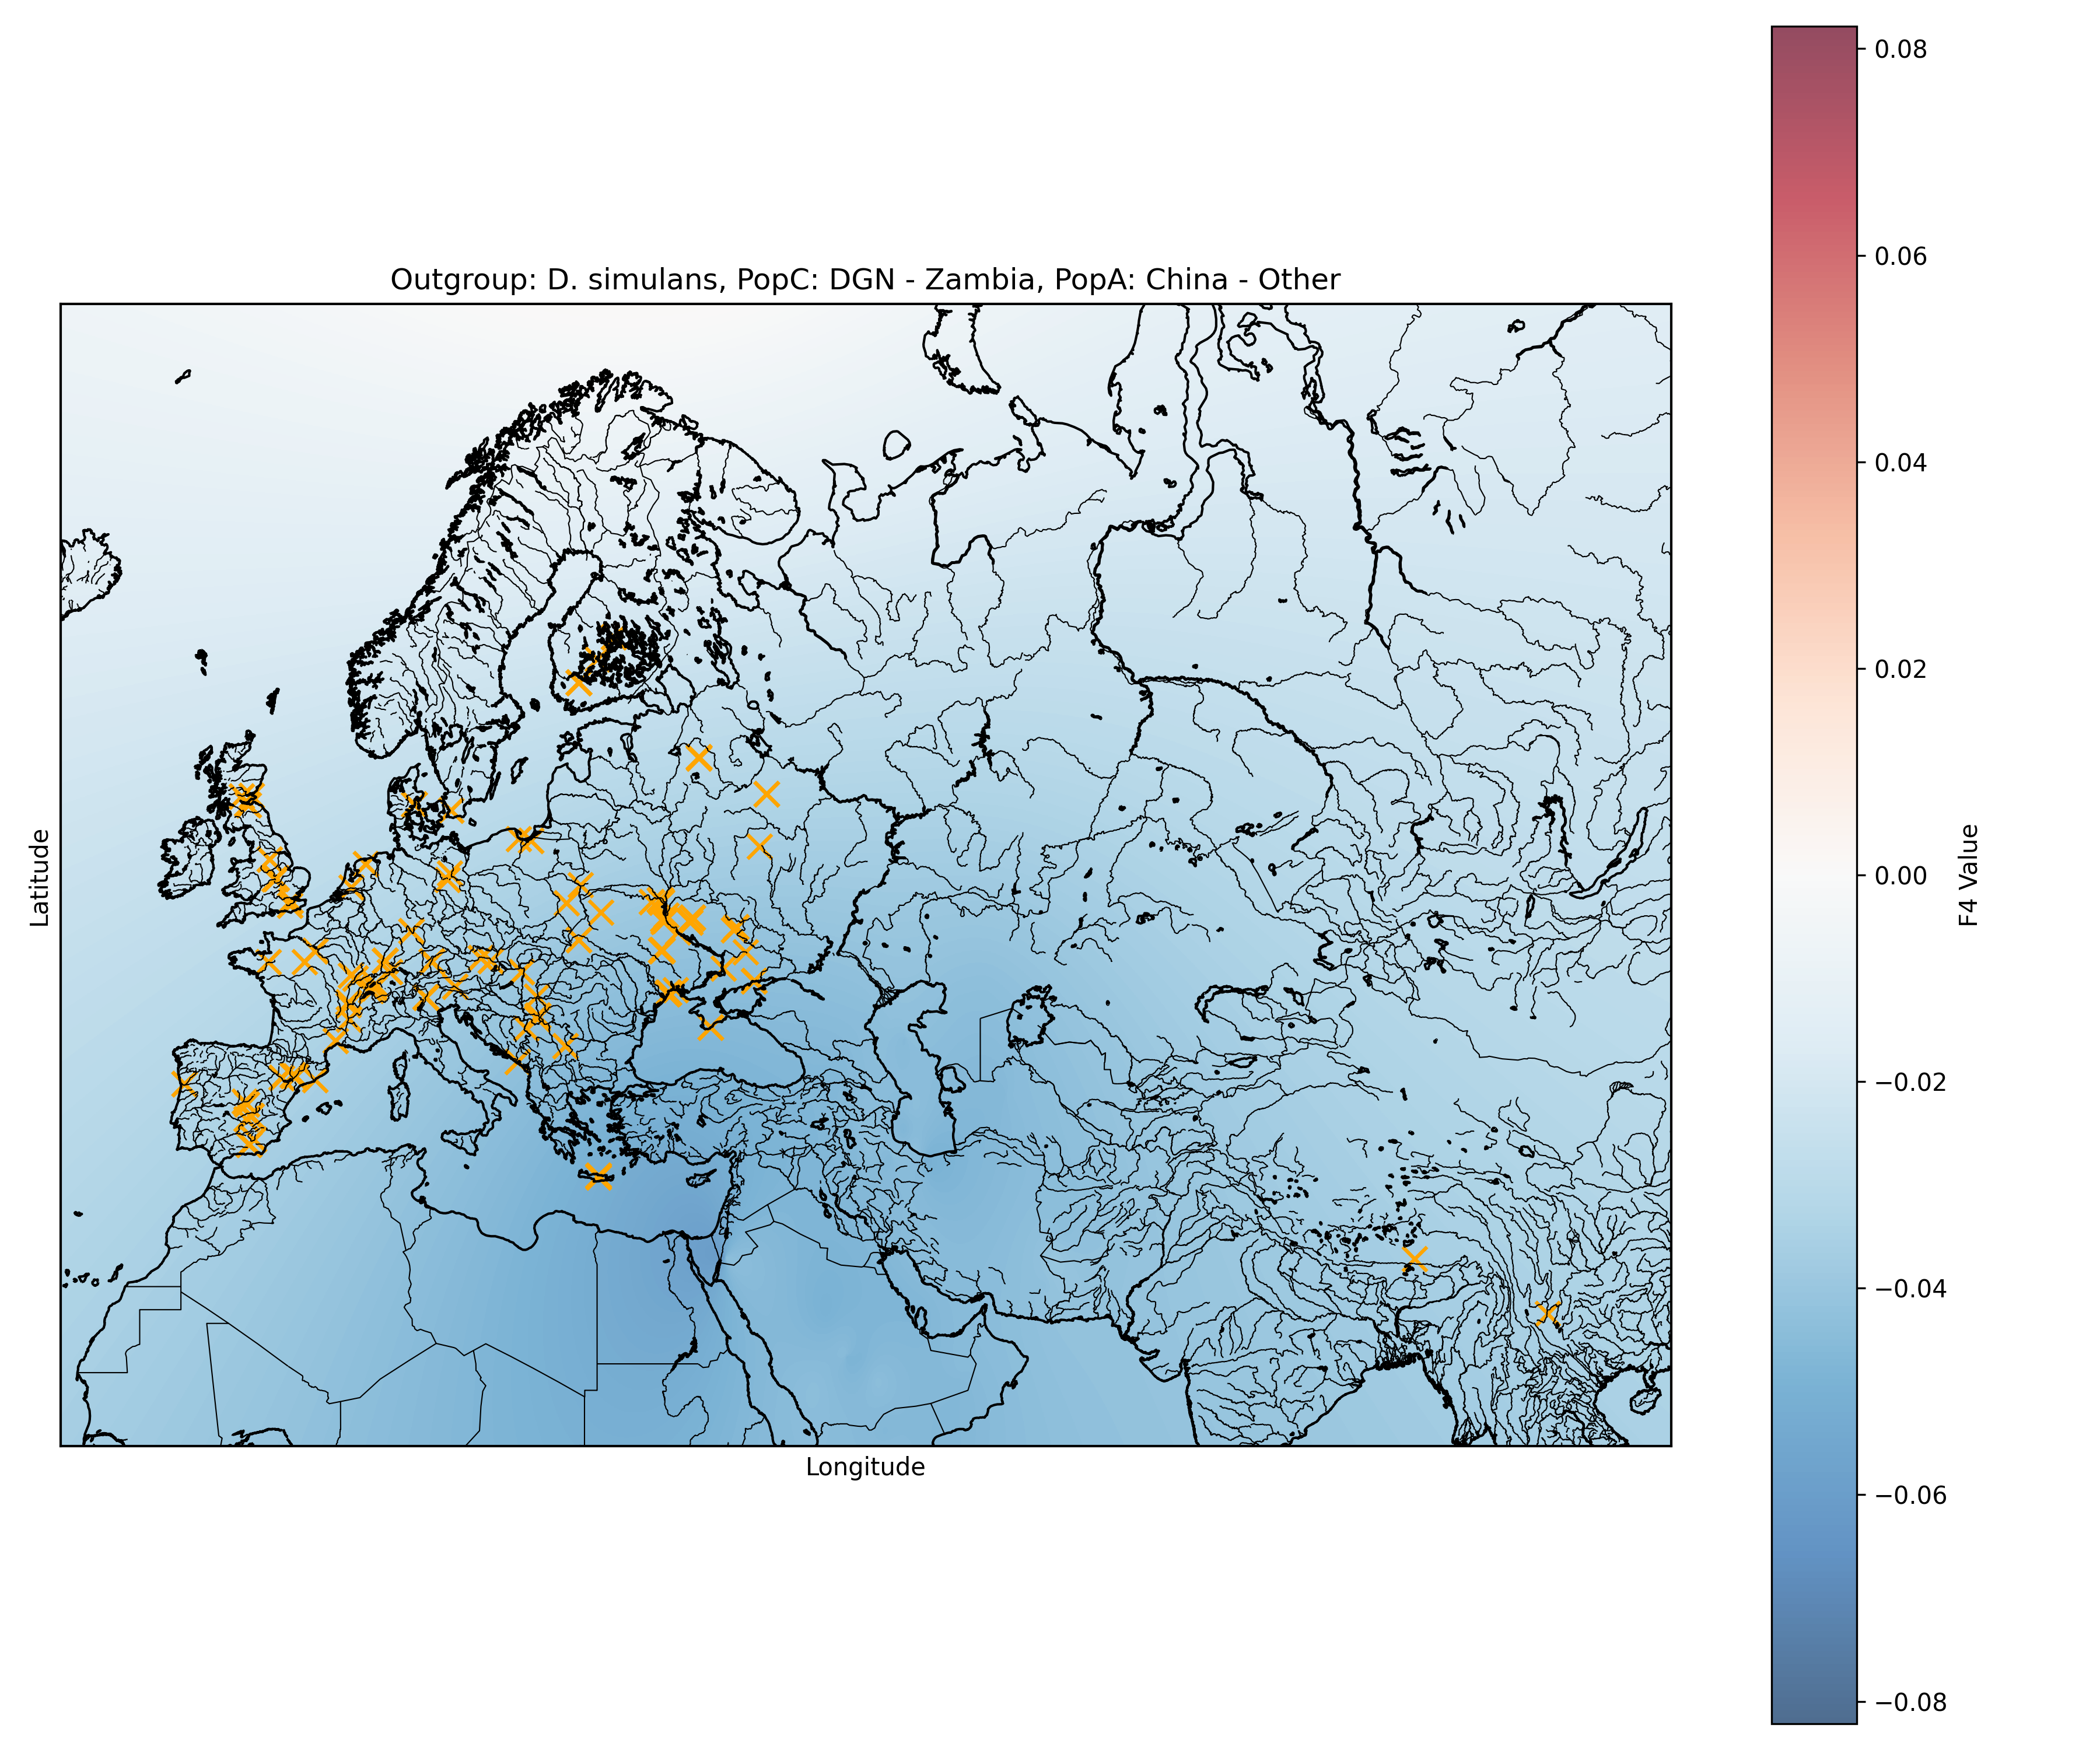 Outgroup: D. simulans, PopC: DGN - Zambia, PopA: China - Other
Latitude
Longitude
0.08
0.06
0.04
0.02
0.00
−0.02
−0.04
−0.06
−0.08
F4 Value